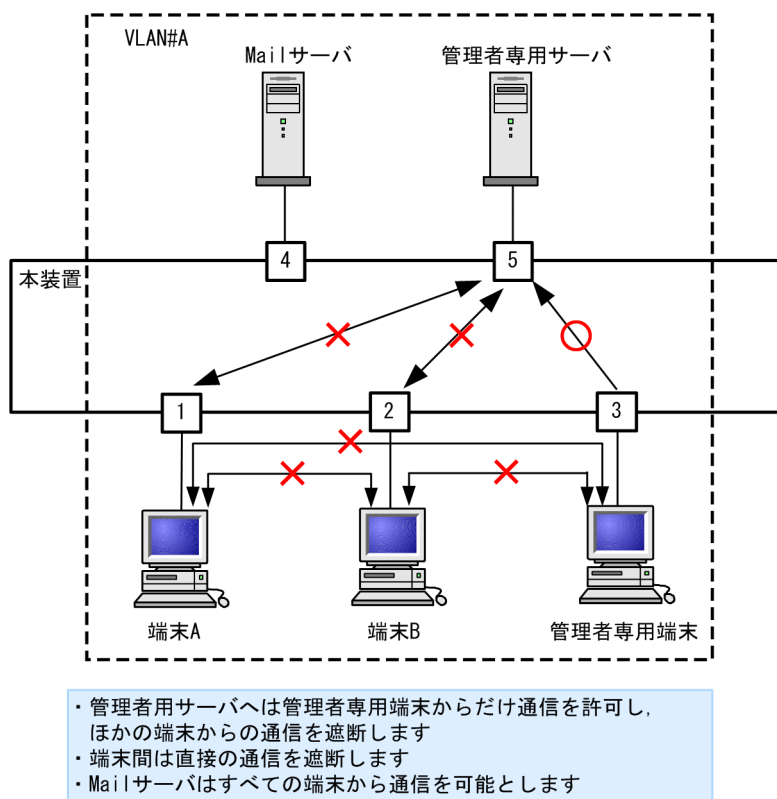 VLAN#A
Mailサーバ
管理者専用サーバ
本装置
4
5
1
2
3
端末A
端末B
管理者専用端末
・管理者用サーバへは管理者専用端末からだけ通信を許可し,
ほかの端末からの通信を遮断します
・端末間は直接の通信を遮断します
・Mailサーバはすべての端末から通信を可能とします